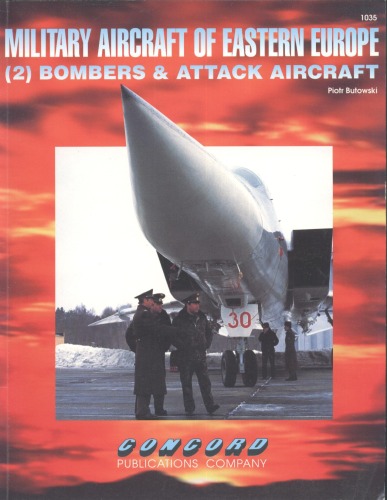 1035
MILITARY AIRCRAFT OF EASTERN EUROPE
(2) BOMBERS & ATTACK AIRCRAFT
Piotr Butowski
30
CONCORD
PUBLICATIONS COMPANY